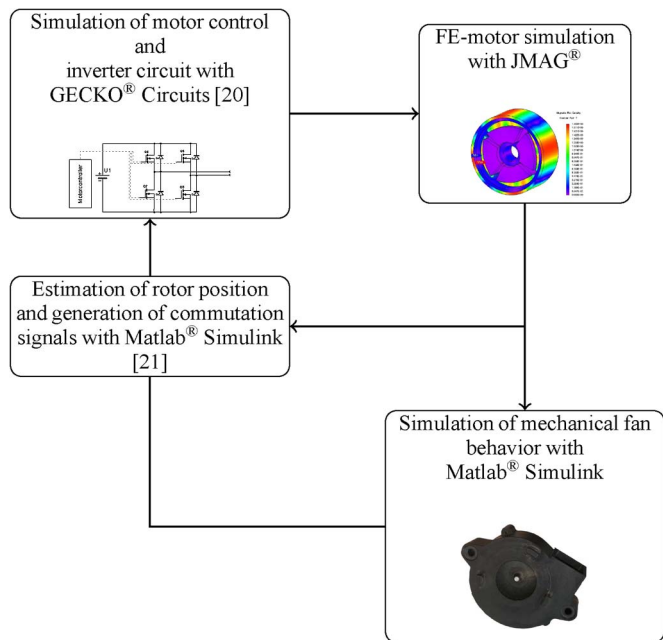 Simulation of motor control
and
inverter circuit with
GECKO® Circuits [20]
Motorcontroller
U1
FE-motor simulation
with JMAG®
Estimation of rotor position
and generation of commutation
signals with Matlab® Simulink
[21]
Simulation of mechanical fan
behavior with
Matlab® Simulink